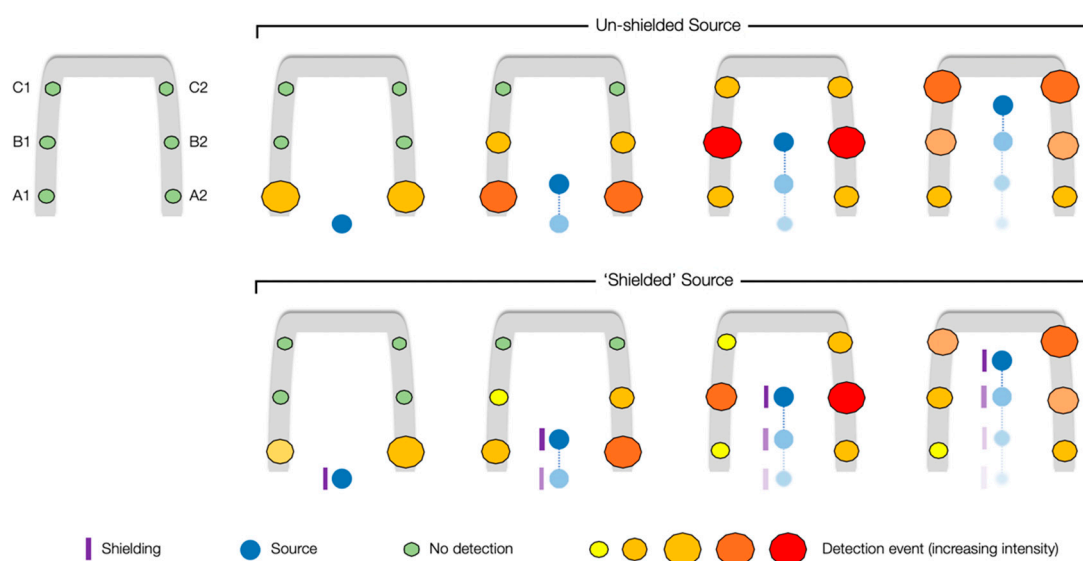 Un-shielded Source
C1 C2
B1 B2
A1 A2
‘Shielded’ Source
Shielding
Source
No detection
Detection event (increasing intensity)